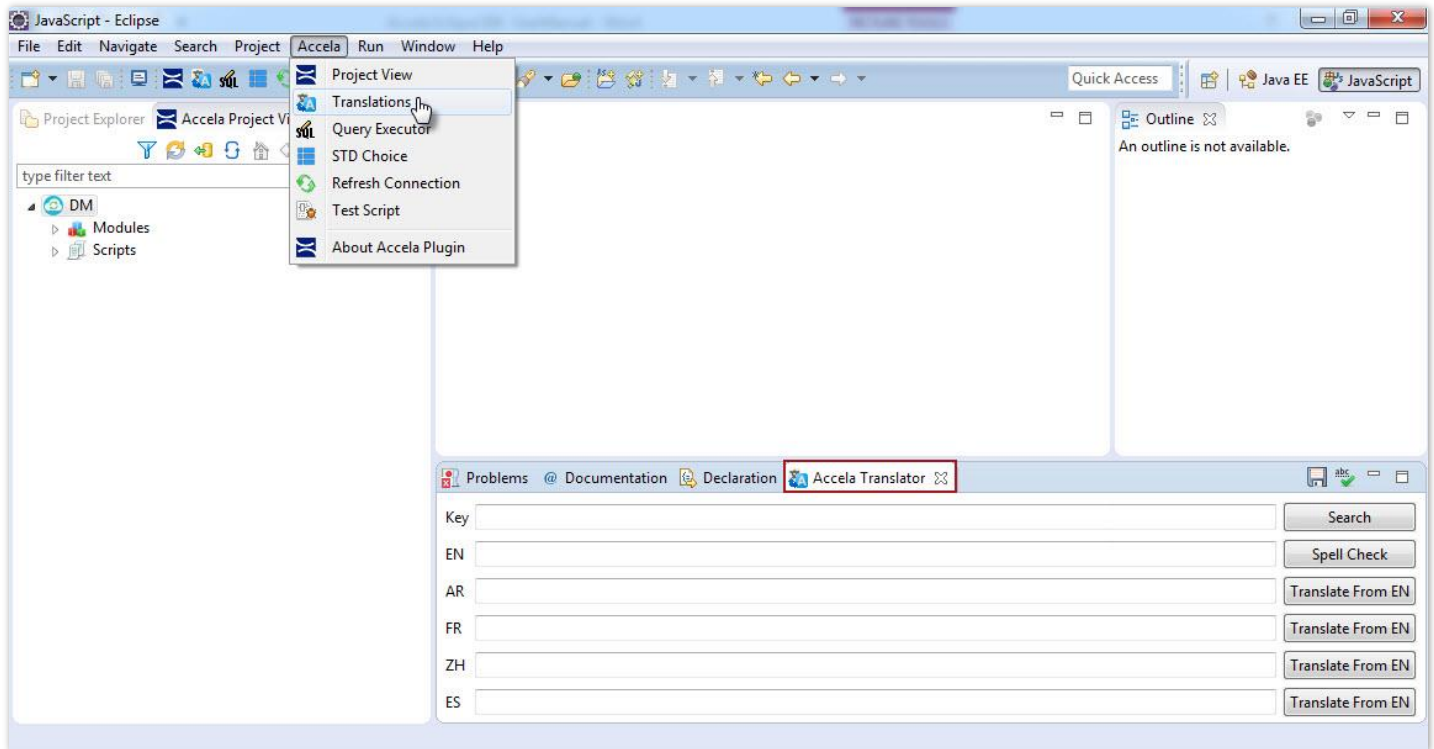 JavaScript - Eclipse
File Edit Navigate Search Project Accela Run Window Help
SQL
Quick Access
Java EE
JavaScript
Project View
Translations
Query Executor
STD Choice
Refresh Connection
Test Script
About Accela Plugin
Project Explorer
Accela Project Vi
type filter text
DM
Modules
Scripts
Outline
An outline is not available.
Problems @ Documentation Declaration Accela Translator
Key Search
EN Spell Check
AR Translate From EN
FR Translate From EN
ZH Translate From EN
ES Translate From EN